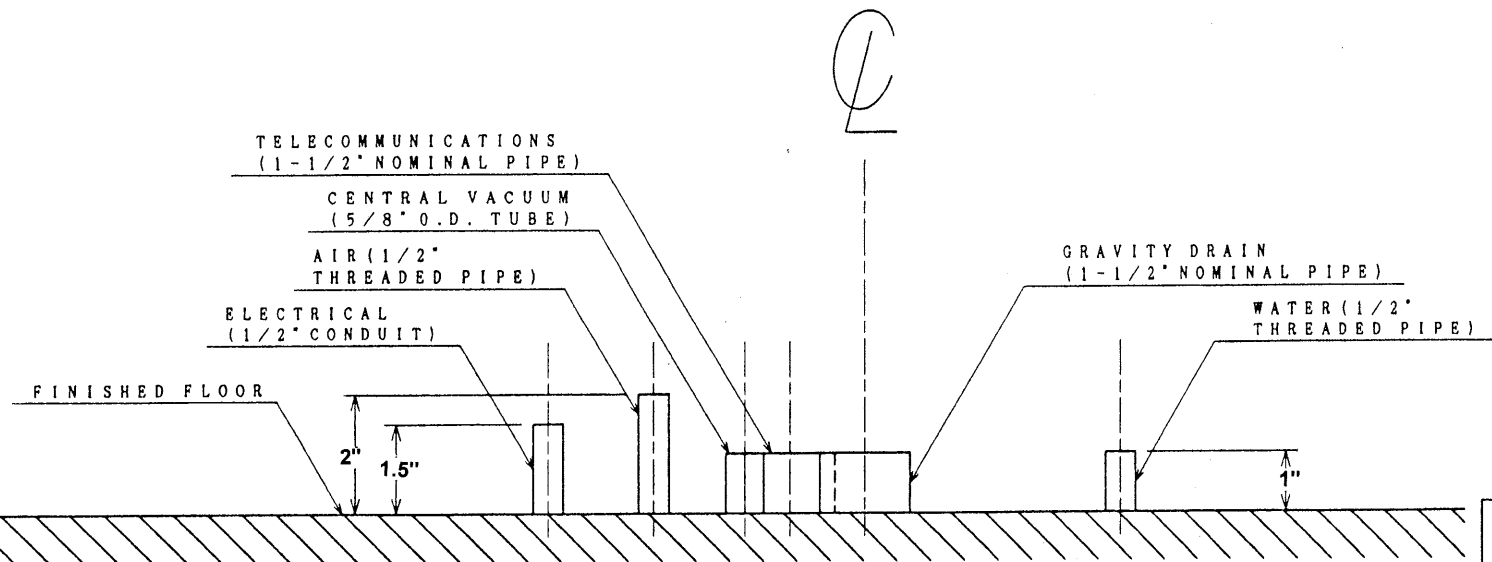 ℄
TELECOMMUNICATIONS
(1-1/2" NOMINAL PIPE)
CENTRAL VACUUM
(5/8" O.D. TUBE)
AIR (1/2"
THREADED PIPE)
ELECTRICAL
(1/2" CONDUIT)
FINISHED FLOOR
GRAVITY DRAIN
(1-1/2" NOMINAL PIPE)
WATER (1/2"
THREADED PIPE)
2"
1.5"
1"